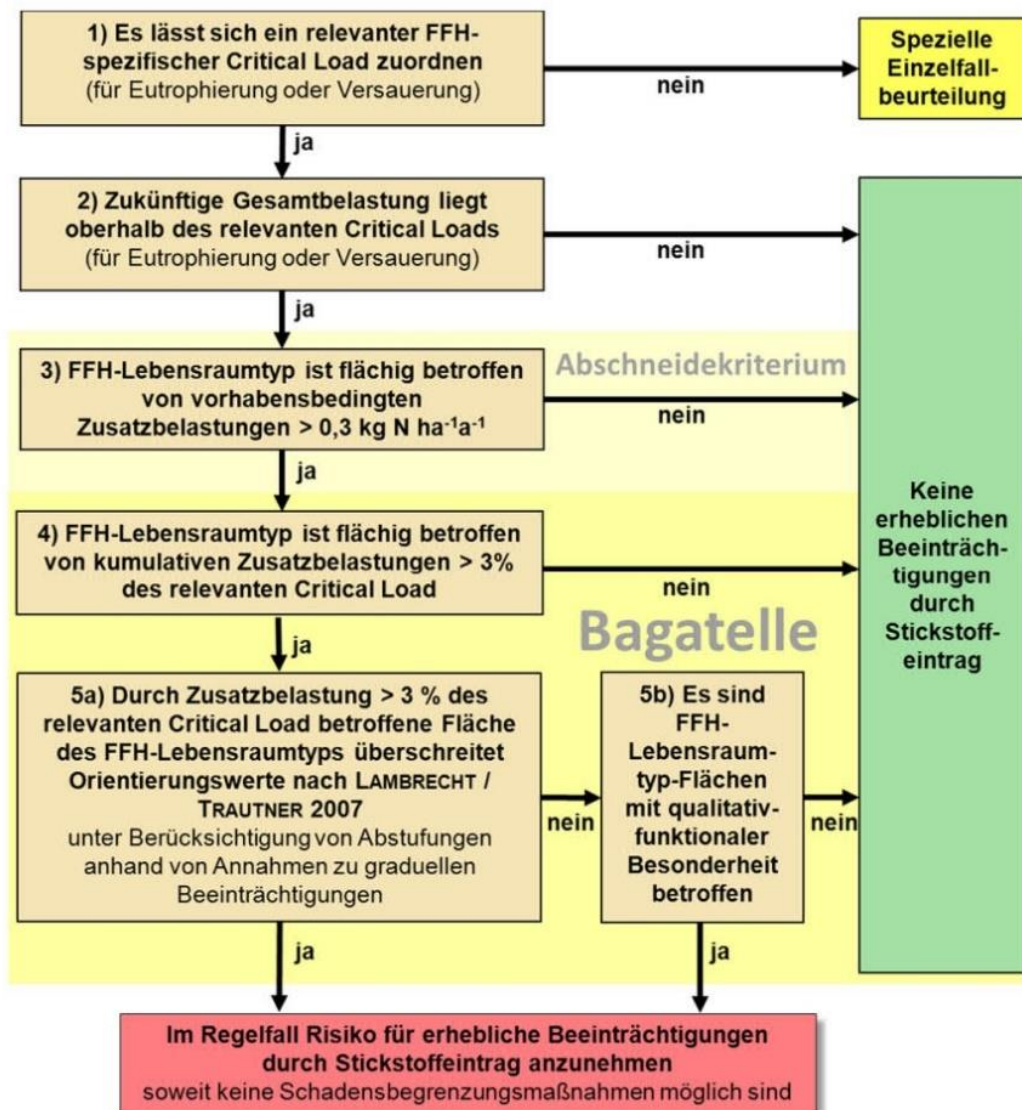 1) Es lässt sich ein relevanter FFH-
spezifischer Critical Load zuordnen
(für Eutrophierung oder Versauerung)
nein
Spezielle
Einzelfall-
beurteilung
ja
2) Zukünftige Gesamtbelastung liegt
oberhalb des relevanten Critical Loads
(für Eutrophierung oder Versauerung)
nein
ja
3) FFH-Lebensraumtyp ist flächig betroffen
von vorhabensbedingten
Zusatzbelastungen > 0,3 kg N ha⁻¹a⁻¹
Abschneidekriterium
nein
ja
4) FFH-Lebensraumtyp ist flächig betroffen
von kumulativen Zusatzbelastungen > 3%
des relevanten Critical Load
nein
Keine
erheblichen
Beeinträch-
tigungen
durch
Stickstoff-
eintrag
Bagatelle
ja
5a) Durch Zusatzbelastung > 3 % des
relevanten Critical Load betroffene Fläche
des FFH-Lebensraumtyps überschreitet
Orientierungswerte nach LAMBRECHT /
TRAUTNER 2007
unter Berücksichtigung von Abstufungen
anhand von Annahmen zu graduellen
Beeinträchtigungen
nein
5b) Es sind
FFH-
Lebensraum-
typ-Flächen
mit qualitativ-
funktionaler
Besonderheit
betroffen
nein
ja
ja
Im Regelfall Risiko für erhebliche Beeinträchtigungen
durch Stickstoffeintrag anzunehmen
soweit keine Schadensbegrenzungsmaßnahmen möglich sind